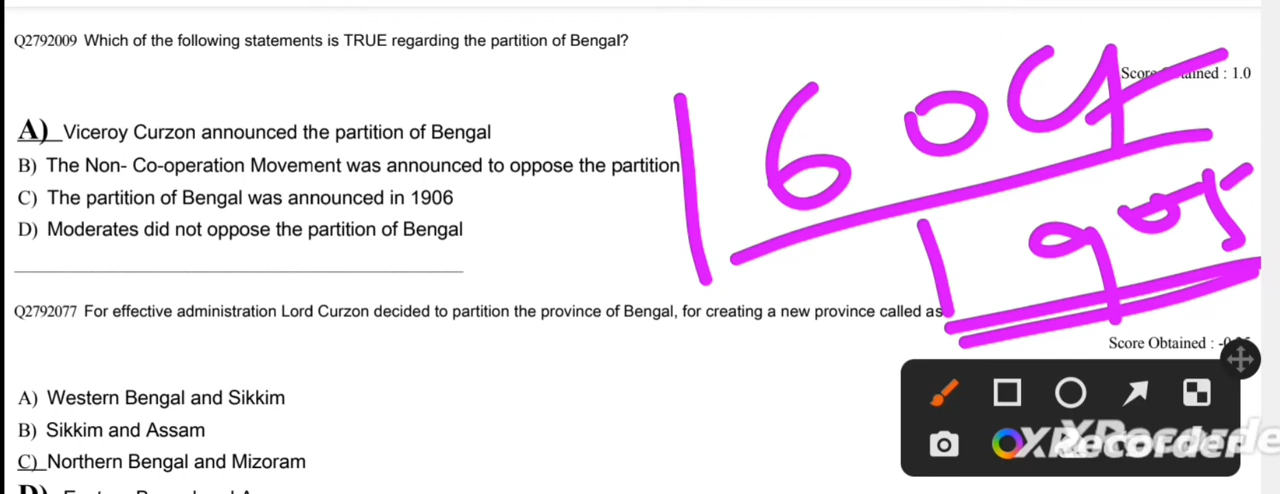 Q2792009 Which of the following statements is TRUE regarding the partition of Bengal?
: 1.0
A) Viceroy Curzon announced the partition of Bengal
B) The Non- Co-operation Movement was announced to oppose the partition
C) The partition of Bengal was announced in 1906
D) Moderates did not oppose the partition of Bengal
1905
Q2792077 For effective administration Lord Curzon decided to partition the province of Bengal, for creating a new province called as
Score Obtained :
A) Western Bengal and Sikkim
B) Sikkim and Assam
C) Northern Bengal and Mizoram
XRecorder
D)